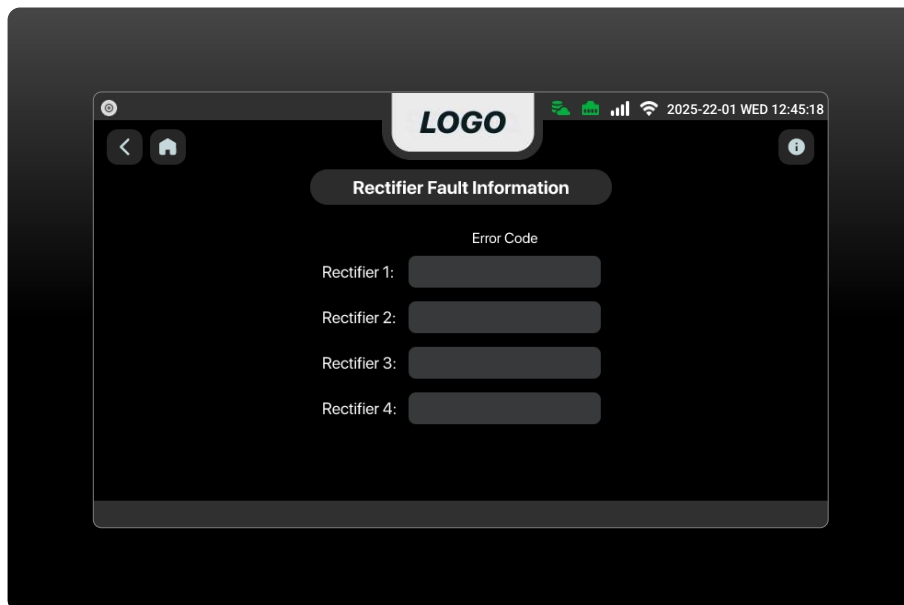 LOGO
2025-22-01 WED 12:45:18
Rectifier Fault Information
Error Code
Rectifier 1:
Rectifier 2:
Rectifier 3:
Rectifier 4: